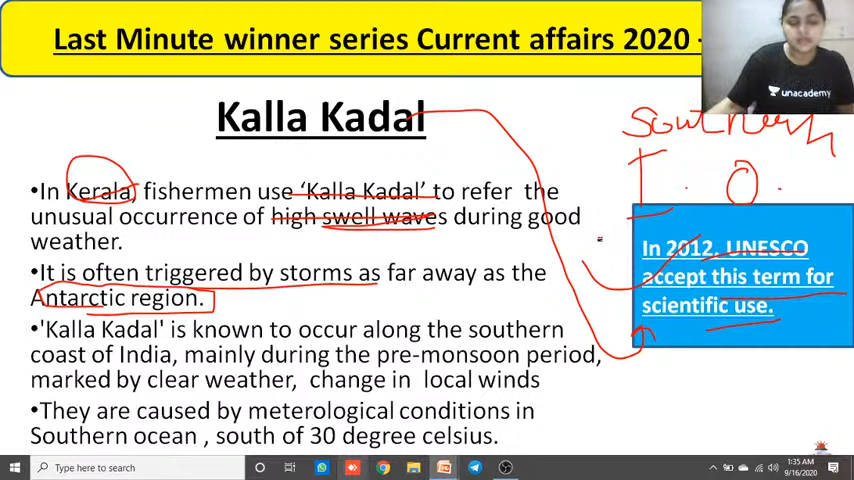 Last Minute winner series Current affairs 2020 -
unacademy
Kalla Kadal
Southern
I. O.
•In Kerala, fishermen use ‘Kalla Kadal’ to refer the
unusual occurrence of high swell waves during good
weather.
•It is often triggered by storms as far away as the
Antarctic region.
•'Kalla Kadal' is known to occur along the southern
coast of India, mainly during the pre-monsoon period,
marked by clear weather, change in local winds
•They are caused by meterological conditions in
Southern ocean , south of 30 degree celsius.
In 2012, UNESCO
accept this term for
scientific use.
Type here to search
1:35 AM
9/16/2020